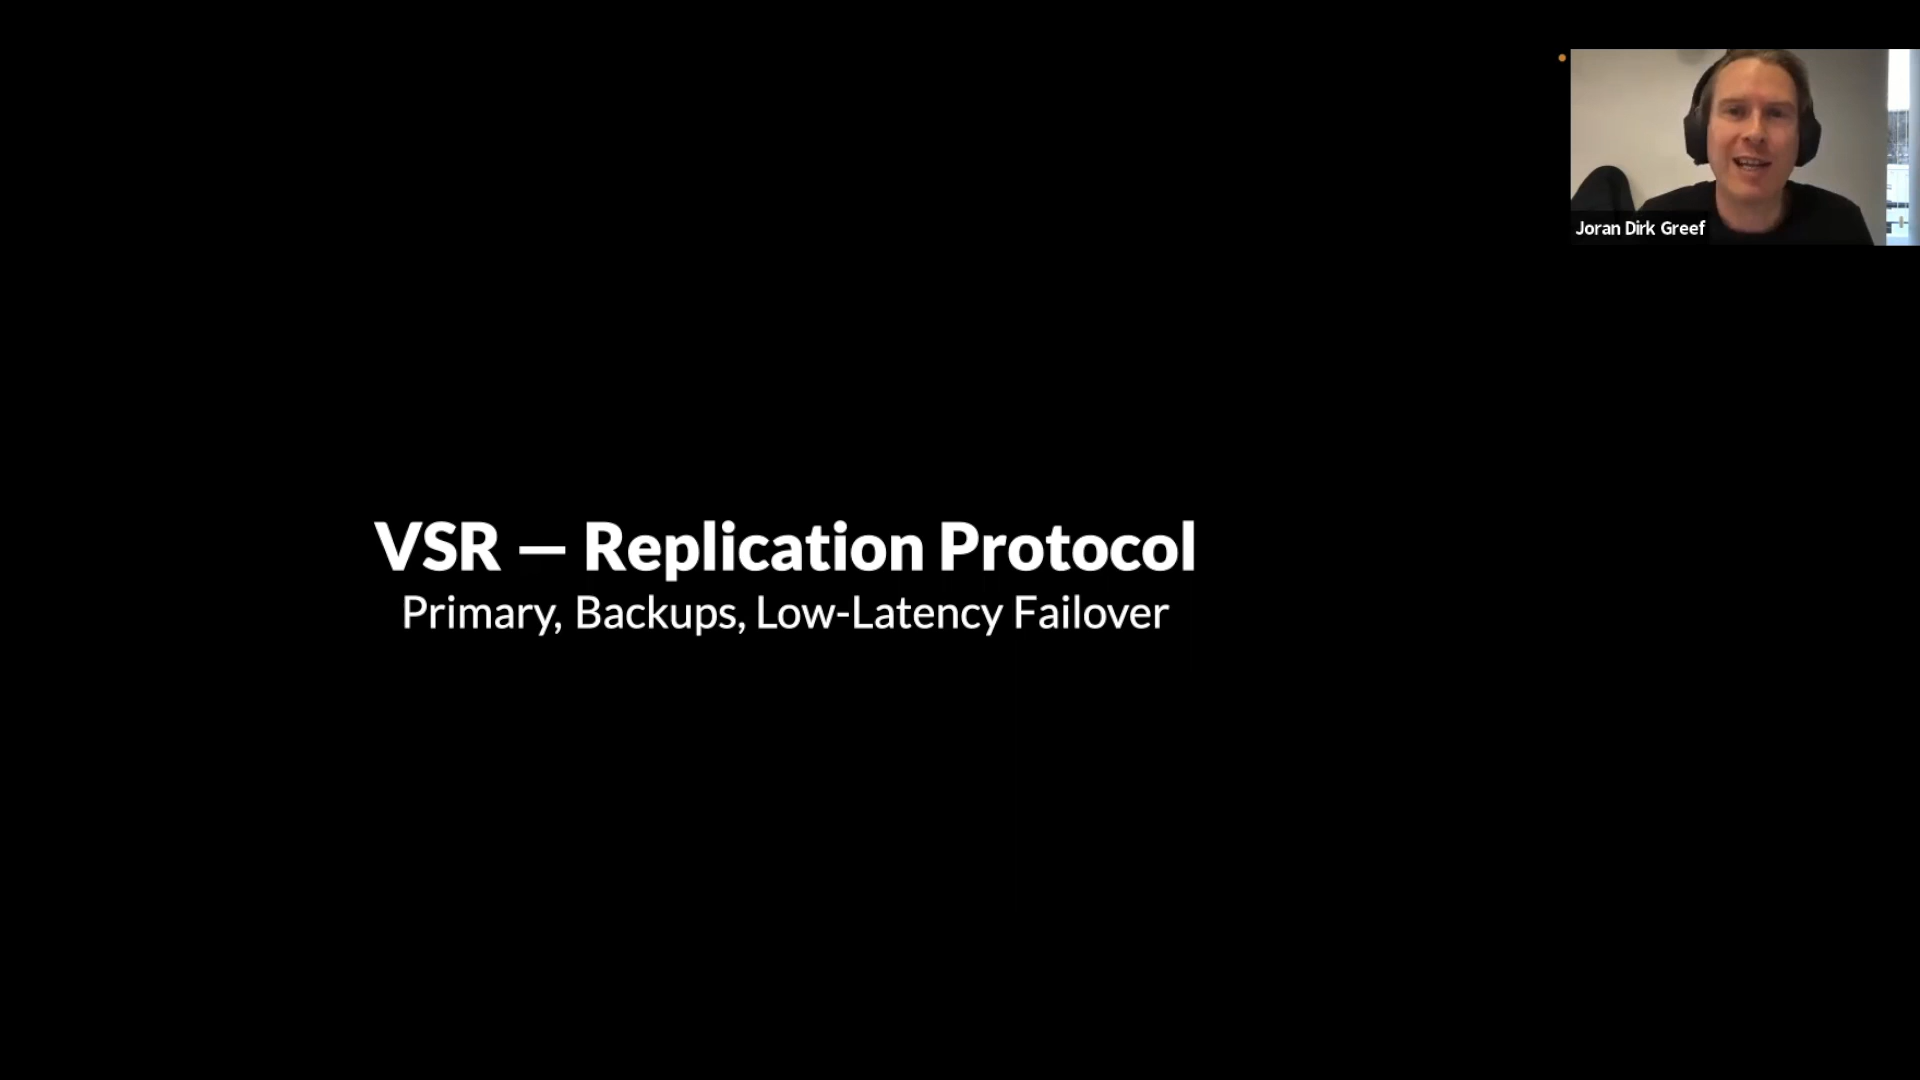 Joran Dirk Greef
VSR — Replication Protocol
Primary, Backups, Low-Latency Failover